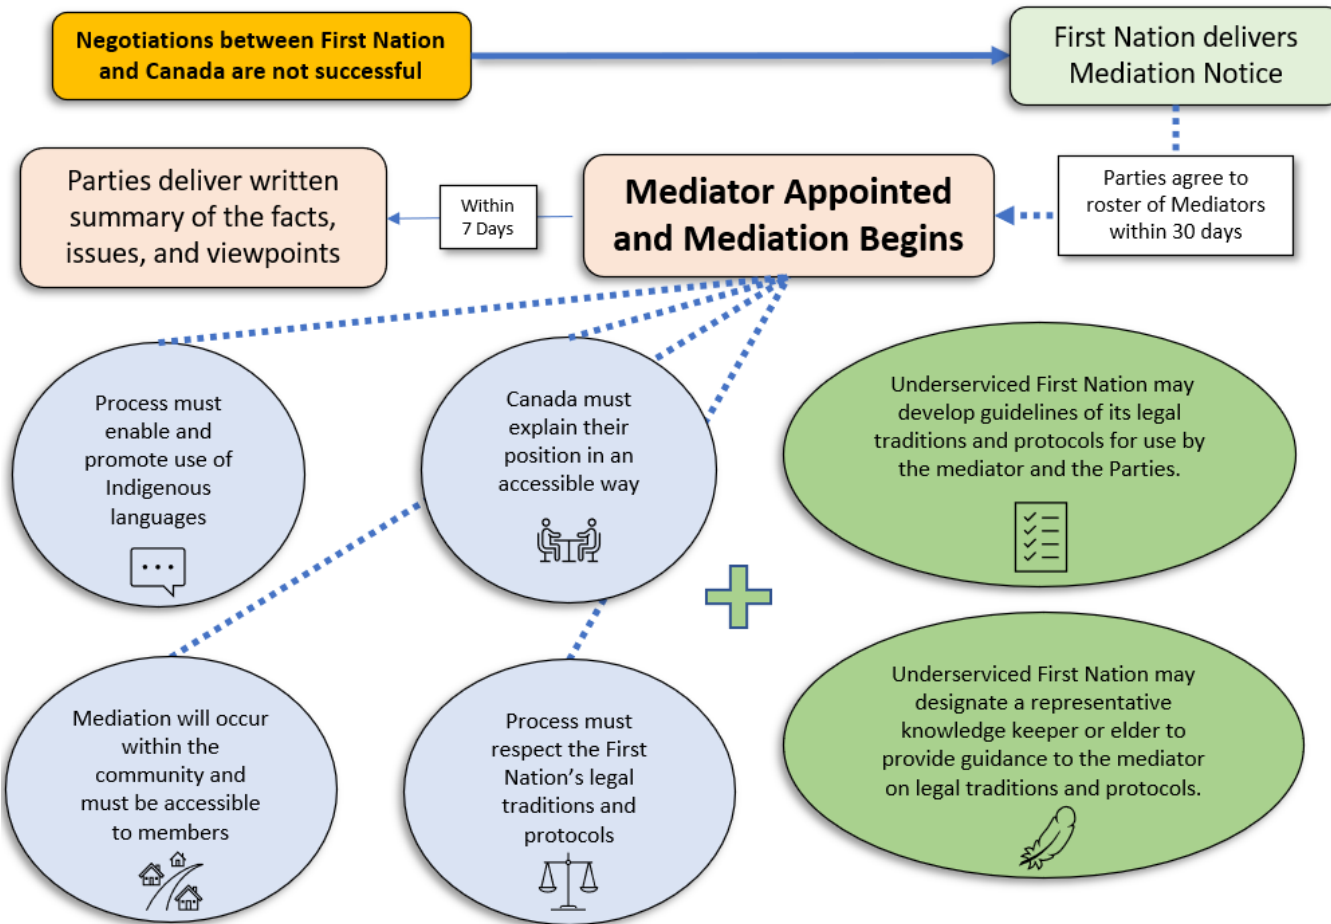 Negotiations between First Nation
and Canada are not successful
First Nation delivers
Mediation Notice
Parties agree to
roster of Mediators
within 30 days
Mediator Appointed
and Mediation Begins
Within
7 Days
Parties deliver written
summary of the facts,
issues, and viewpoints
Process must
enable and
promote use of
Indigenous
languages
Canada must
explain their
position in an
accessible way
Underserviced First Nation may
develop guidelines of its legal
traditions and protocols for use by
the mediator and the Parties.
Mediation will occur
within the
community and
must be accessible
to members
Process must
respect the First
Nation’s legal
traditions and
protocols
Underserviced First Nation may
designate a representative
knowledge keeper or elder to
provide guidance to the mediator
on legal traditions and protocols.